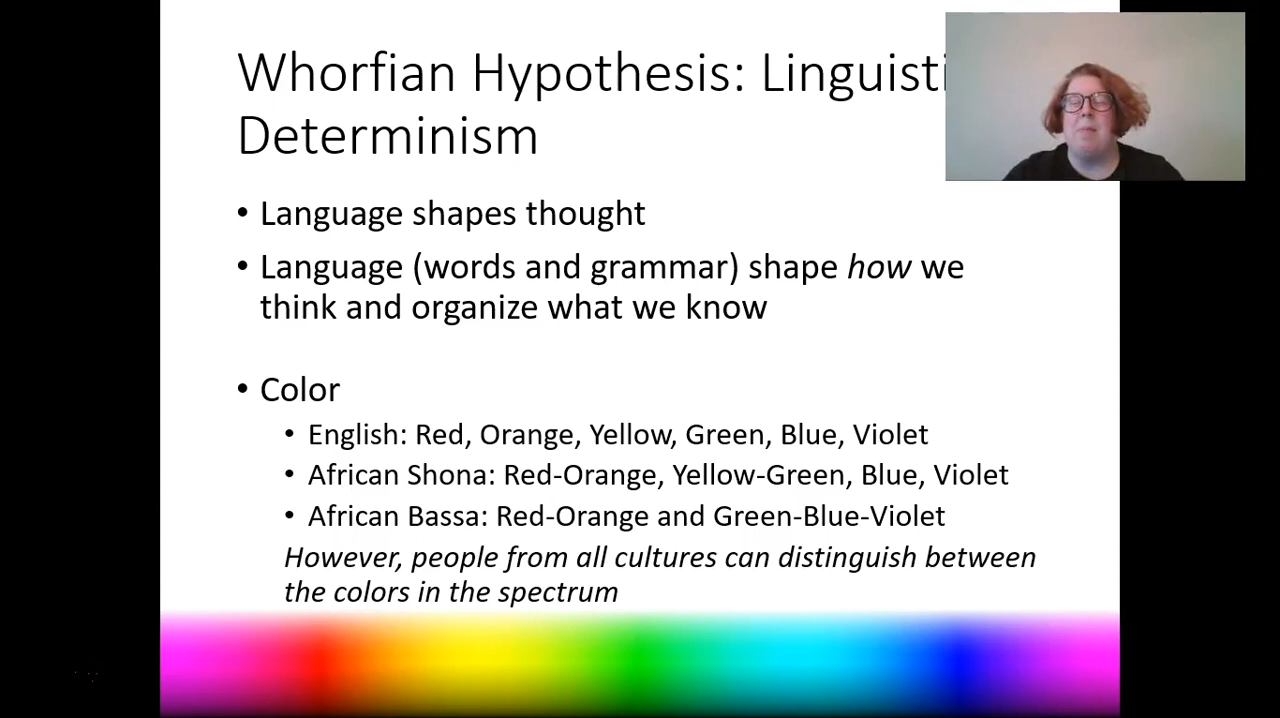 Whorfian Hypothesis: Linguisti
Determinism
• Language shapes thought
• Language (words and grammar) shape how we
think and organize what we know
• Color
• English: Red, Orange, Yellow, Green, Blue, Violet
• African Shona: Red-Orange, Yellow-Green, Blue, Violet
• African Bassa: Red-Orange and Green-Blue-Violet
However, people from all cultures can distinguish between
the colors in the spectrum